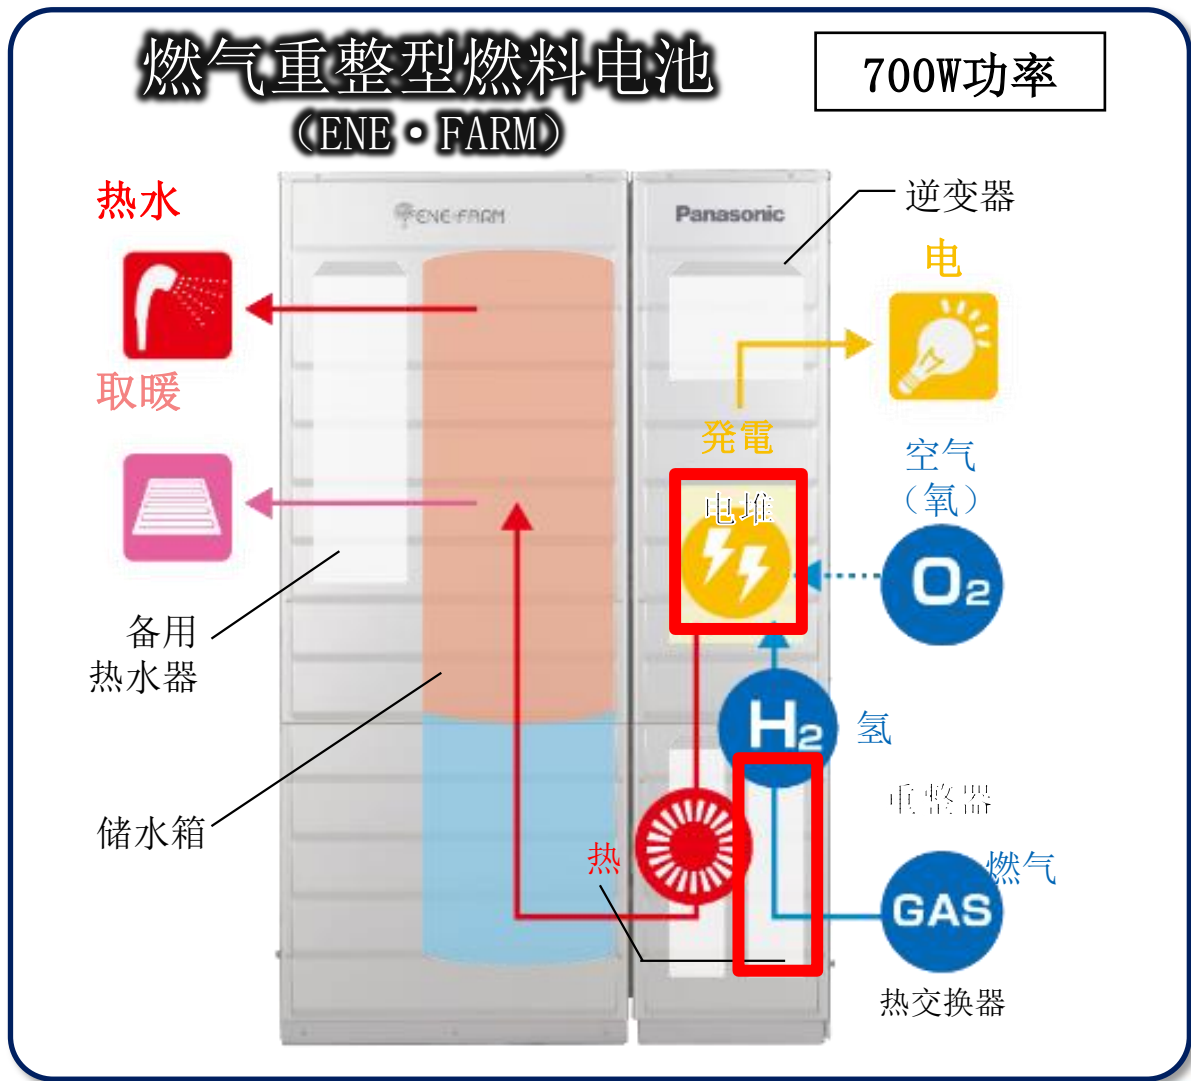 燃气重整型燃料电池
（ENE・FARM）
700W功率
热水
ENE·FARM
Panasonic
逆变器
电
取暖
発電
空气
（氧）
电堆
O2
备用
热水器
H2
氢
重整器
储水箱
热
燃气
GAS
热交换器